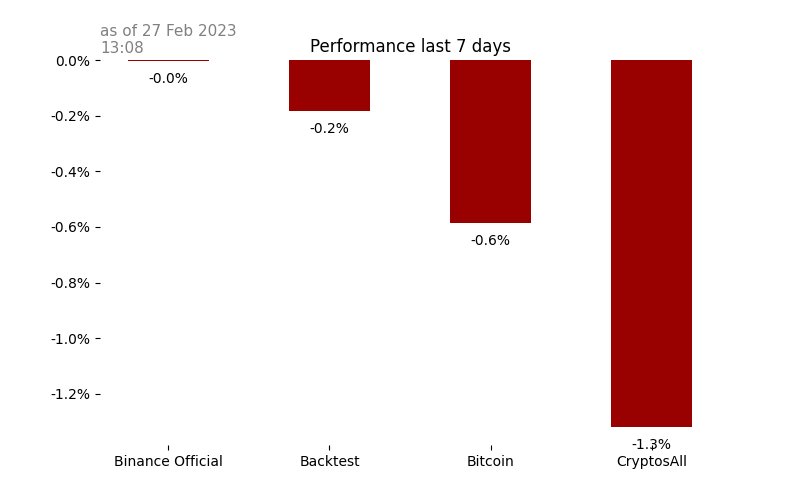 as of 27 Feb 2023
13:08
Performance last 7 days
0.0%
-0.2%
-0.4%
-0.6%
-0.8%
-1.0%
-1.2%
-0.0%
-0.2%
-0.6%
-1.3%
Binance Official
Backtest
Bitcoin
CryptosAll